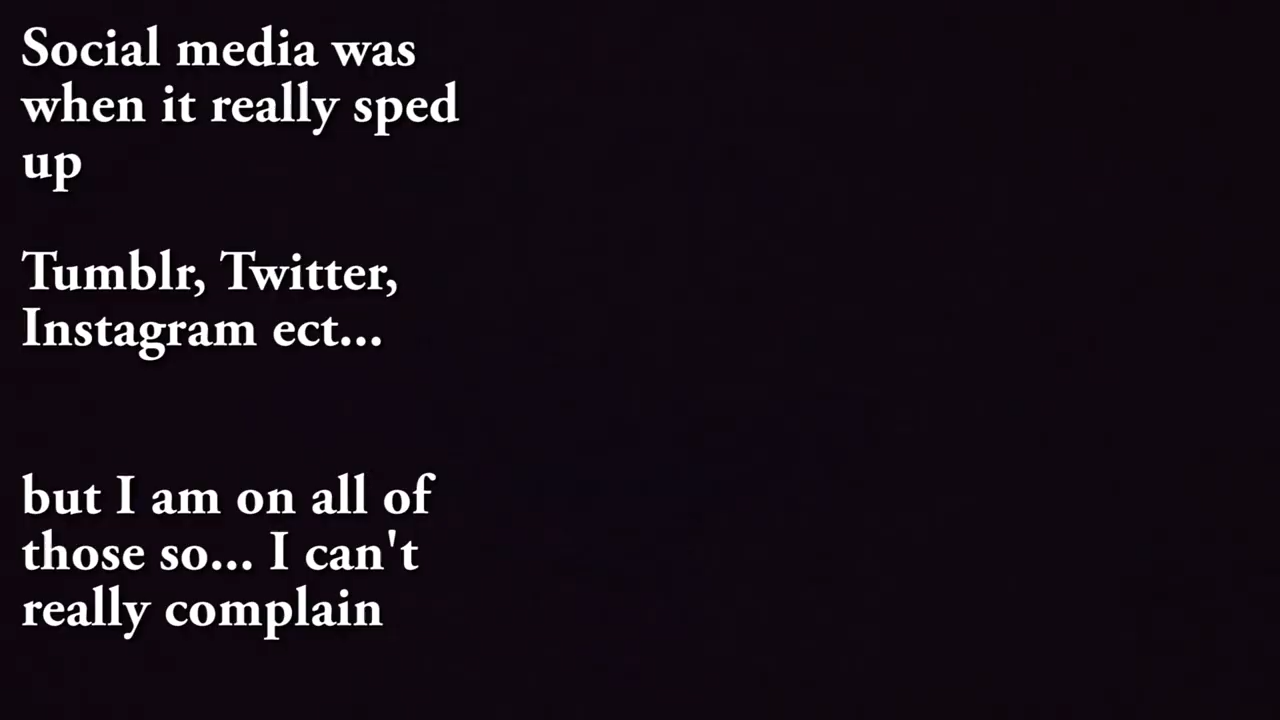 Social media was
when it really sped
up
Tumblr, Twitter,
Instagram ect...
but I am on all of
those so... I can't
really complain